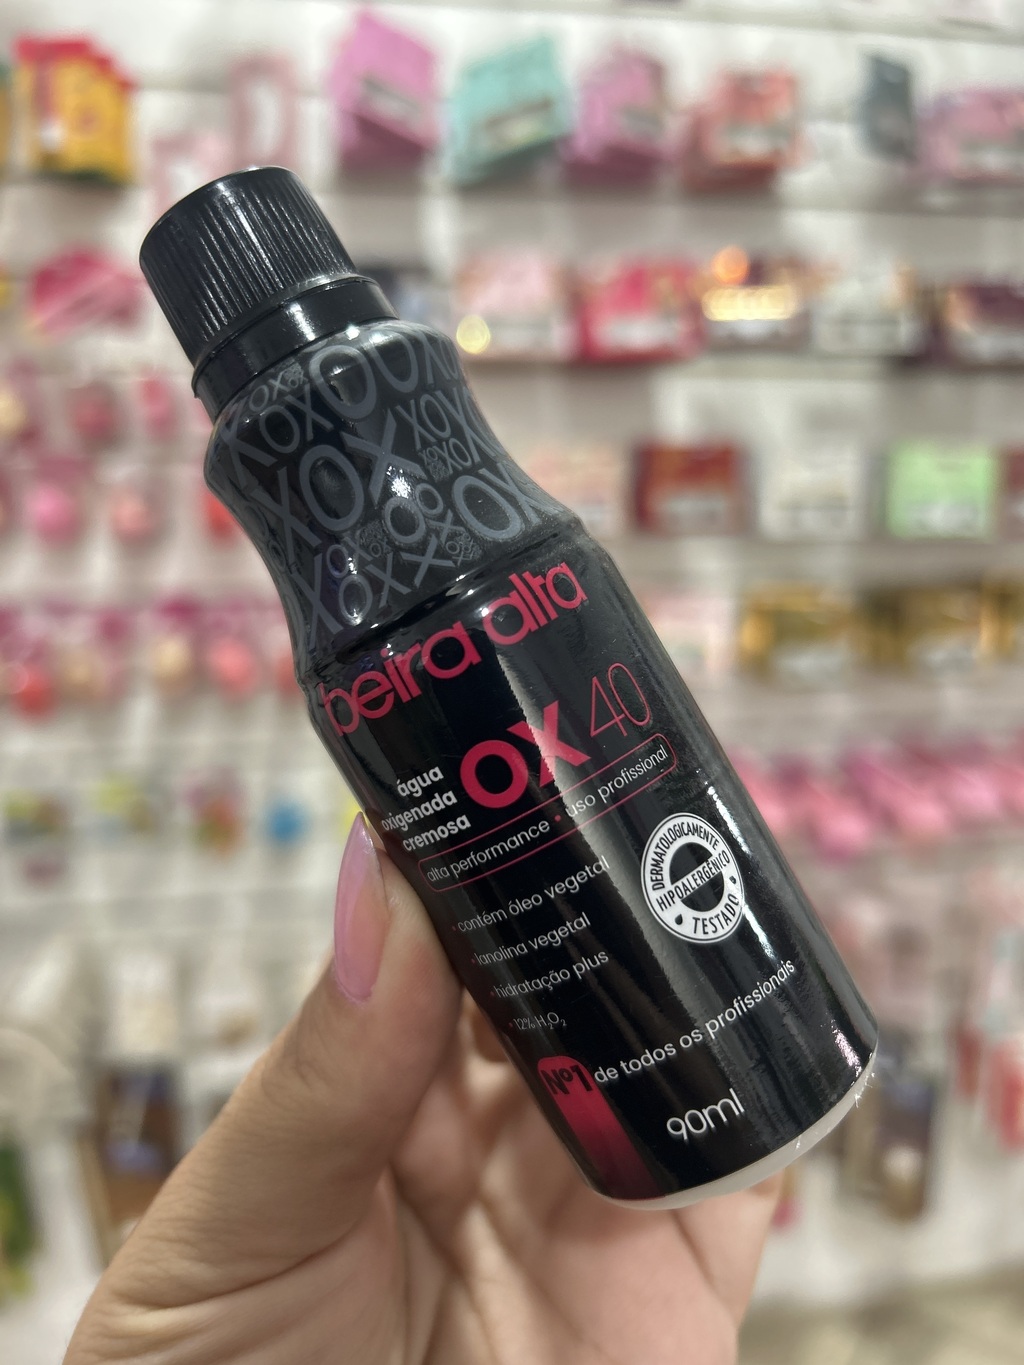 beira alta
OX 40
água
oxigenada
cremosa
alta performance • uso profissional
• contém óleo vegetal
• lanolina vegetal
• hidratação plus
• 12% H₂O₂
DERMATOLOGICAMENTE
HIPOALERGÊNICO
TESTADO
Nº1 de todos os profissionais
90ml